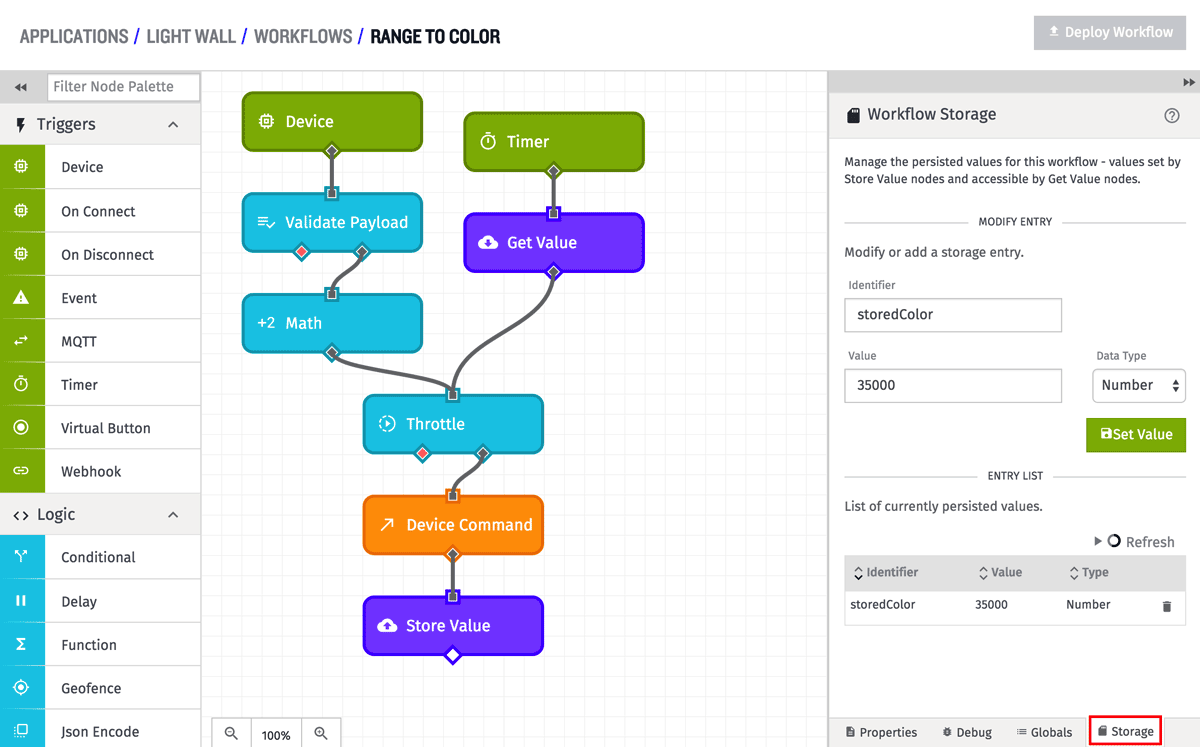 APPLICATIONS / LIGHT WALL / WORKFLOWS / RANGE TO COLOR
Deploy Workflow
Filter Node Palette
Triggers
Device
On Connect
On Disconnect
Event
MQTT
Timer
Virtual Button
Webhook
Logic
Conditional
Delay
Function
Geofence
Json Encode
Device
Timer
Validate Payload
Get Value
+2 Math
Throttle
Device Command
Store Value
100%
Workflow Storage
Manage the persisted values for this workflow - values set by
Store Value nodes and accessible by Get Value nodes.
MODIFY ENTRY
Modify or add a storage entry.
Identifier
storedColor
Value
Data Type
35000
Number
Set Value
ENTRY LIST
List of currently persisted values.
Refresh
Identifier Value Type
storedColor 35000 Number
Properties Debug Globals Storage